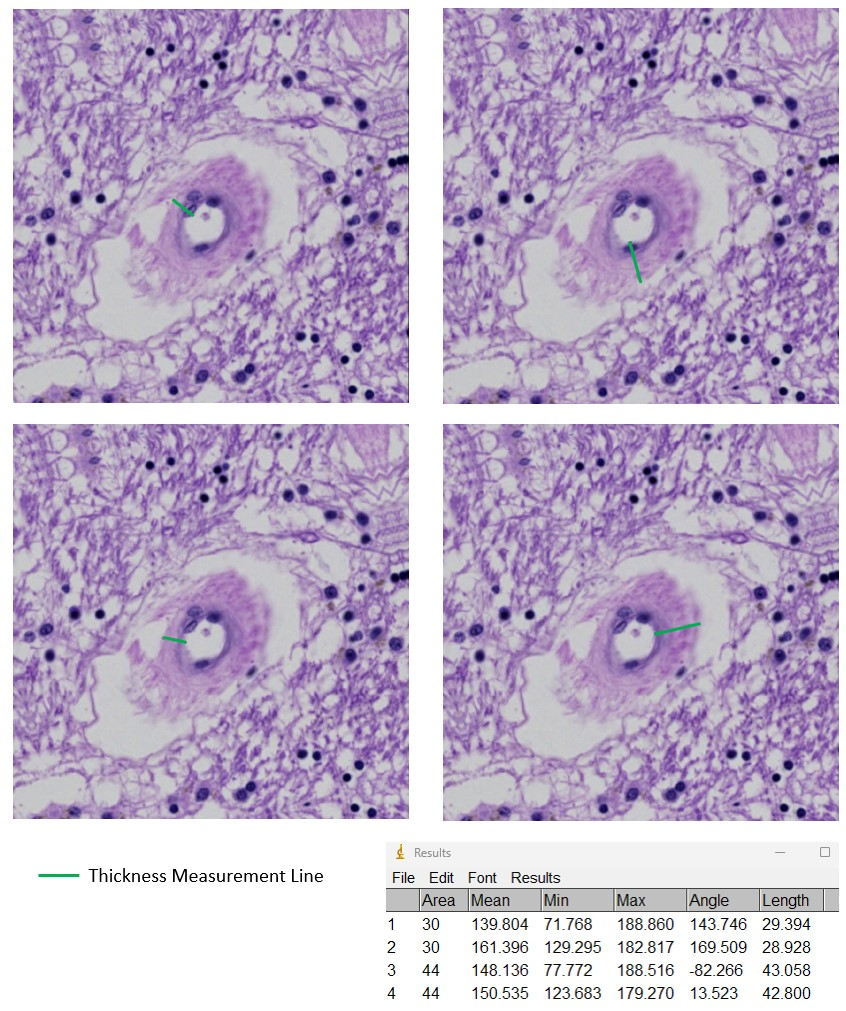 Thickness Measurement Line
Results
File Edit Font Results
Area Mean Min Max Angle Length
1 30 139.804 71.768 188.860 143.746 29.394
2 30 161.396 129.295 182.817 169.509 28.928
3 44 148.136 77.772 188.516 -82.266 43.058
4 44 150.535 123.683 179.270 13.523 42.800